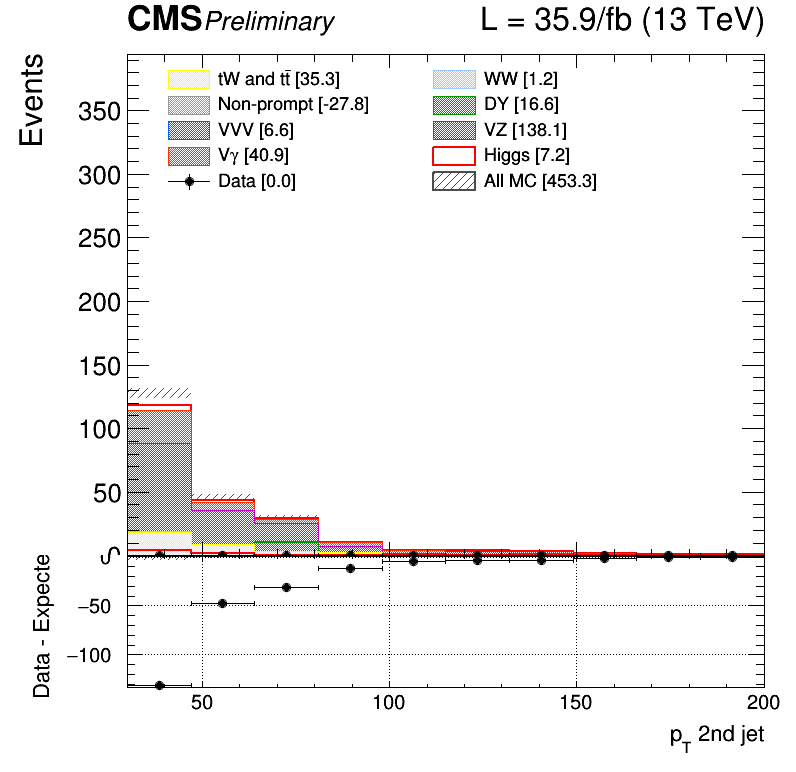 CMS Preliminary L = 35.9/fb (13 TeV)
Events
tW and tt̄ [35.3] WW [1.2]
Non-prompt [-27.8] DY [16.6]
VVV [6.6] VZ [138.1]
Vγ [40.9] Higgs [7.2]
Data [0.0] All MC [453.3]
350
300
250
200
150
100
50
0
Data - Expecte
−50
−100
50 100 150 200
pT 2nd jet